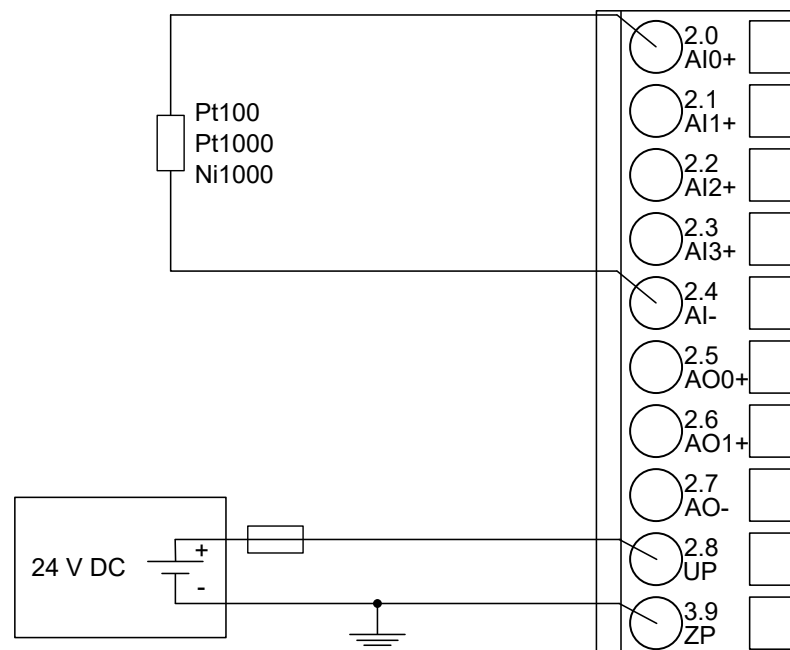 Pt100
Pt1000
Ni1000
2.0
AI0+
2.1
AI1+
2.2
AI2+
2.3
AI3+
2.4
AI-
2.5
AO0+
2.6
AO1+
2.7
AO-
24 V DC
+
-
2.8
UP
3.9
ZP